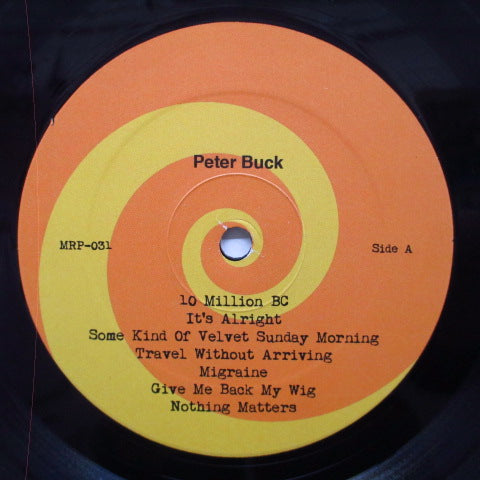 Peter Buck
MRP-031
Side A
10 Million BC
It's Alright
Some Kind Of Velvet Sunday Morning
Travel Without Arriving
Migraine
Give Me Back My Wig
Nothing Matters